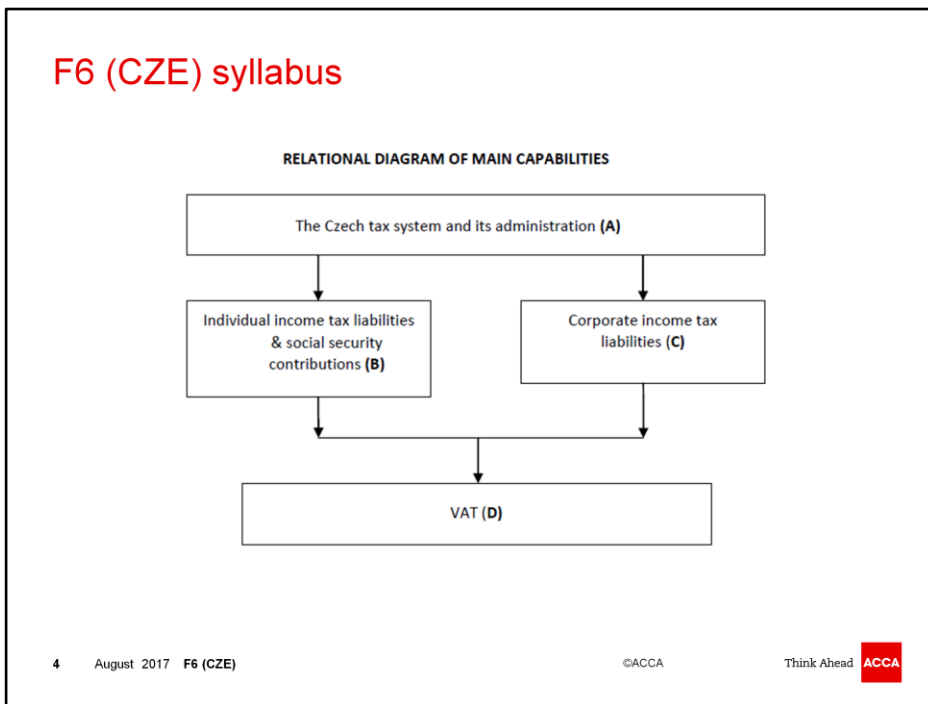 F6 (CZE) syllabus
RELATIONAL DIAGRAM OF MAIN CAPABILITIES
The Czech tax system and its administration (A)
Individual income tax liabilities
& social security
contributions (B)
Corporate income tax
liabilities (C)
VAT (D)
4 August 2017 F6 (CZE) ©ACCA Think Ahead ACCA